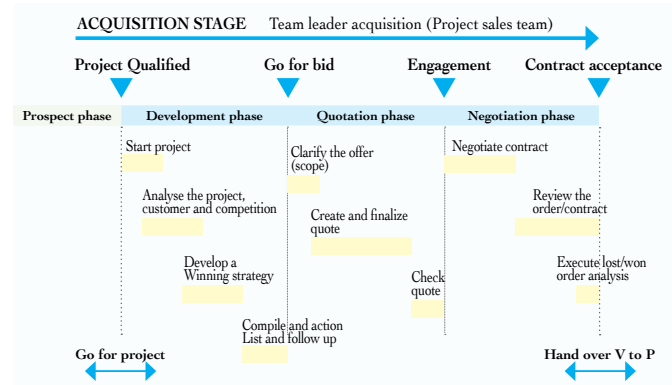 ACQUISITION STAGE Team leader acquisition (Project sales team)
Project Qualified Go for bid Engagement Contract acceptance
Prospect phase Development phase Quotation phase Negotiation phase
Start project
Analyse the project,
customer and competition
Develop a
Winning strategy
Compile and action
List and follow up
Clarify the offer
(scope)
Create and finalize
quote
Check
quote
Negotiate contract
Review the
order/contract
Execute lost/won
order analysis
Go for project
Hand over V to P